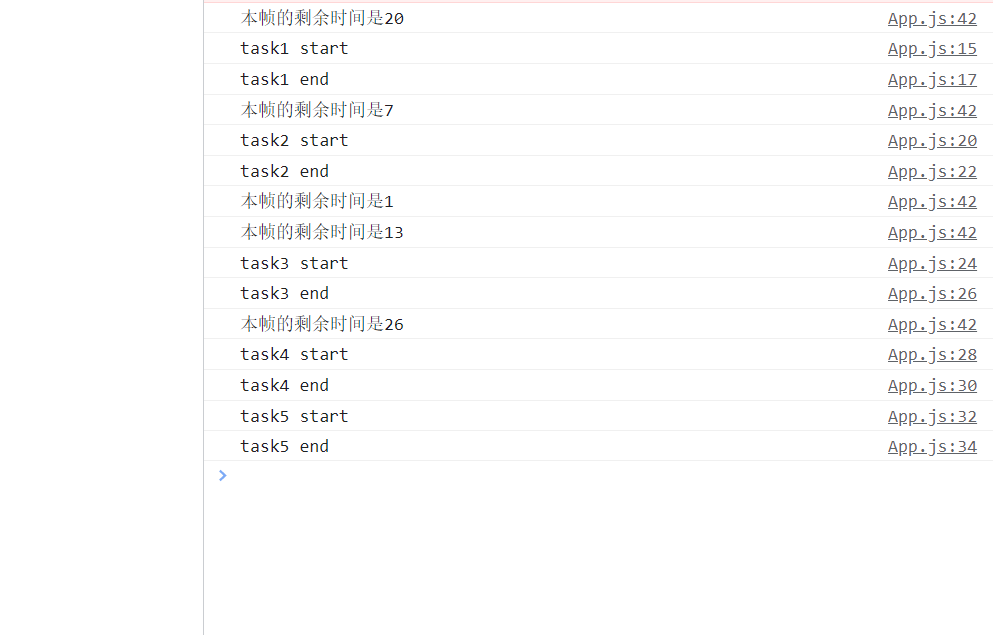 本帧的剩余时间是20 App.js:42
task1 start App.js:15
task1 end App.js:17
本帧的剩余时间是7 App.js:42
task2 start App.js:20
task2 end App.js:22
本帧的剩余时间是1 App.js:42
本帧的剩余时间是13 App.js:42
task3 start App.js:24
task3 end App.js:26
本帧的剩余时间是26 App.js:42
task4 start App.js:28
task4 end App.js:30
task5 start App.js:32
task5 end App.js:34